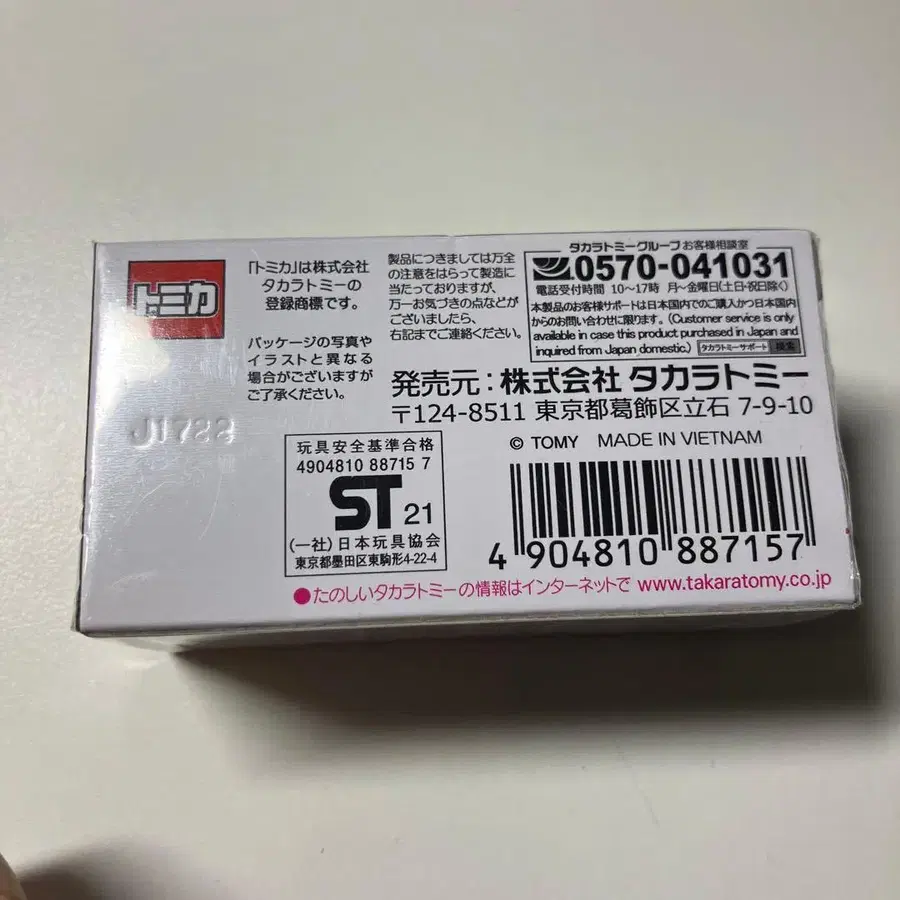 トミカ
「トミカ」は株式会社
タカラトミーの
登録商標です。
パッケージの写真や
イラストと異なる
場合がございますが
ご了承ください。
J1722
製品につきましては万全
の注意をはらって製造に
当たっておりますが、
万一お気づきの点などが
ございましたら、
右記までご連絡ください。
タカラトミーグループお客様相談室
0570-041031
電話受付時間 10〜17時 月〜金曜日(土日・祝日除く)
本製品のお客様サポートは日本国内でのご購入かつ日本国内
からのお問い合わせに限ります。(Customer service is only
available in case this product purchased in Japan and
inquired from Japan domestic.) タカラトミーサポート 検索
発売元:株式会社 タカラトミー
〒124-8511 東京都葛飾区立石 7-9-10
© TOMY MADE IN VIETNAM
玩具安全基準合格
4904810 88715 7
ST 21
(一社)日本玩具協会
東京都墨田区東駒形4-22-4
4 904810 887157
●たのしいタカラトミーの情報はインターネットで www.takaratomy.co.jp